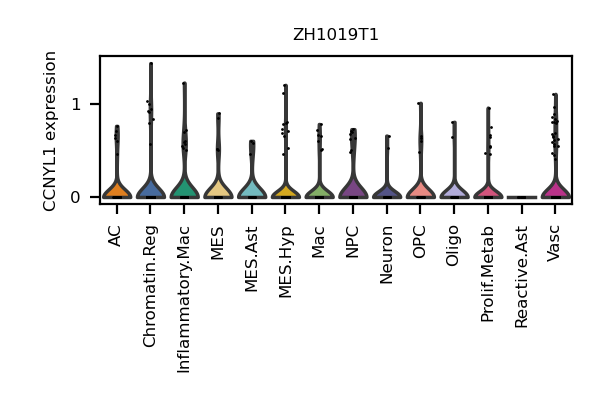 ZH1019T1
CCNYL1 expression
1
0
AC
Chromatin.Reg
Inflammatory.Mac
MES
MES.Ast
MES.Hyp
Mac
NPC
Neuron
OPC
Oligo
Prolif.Metab
Reactive.Ast
Vasc